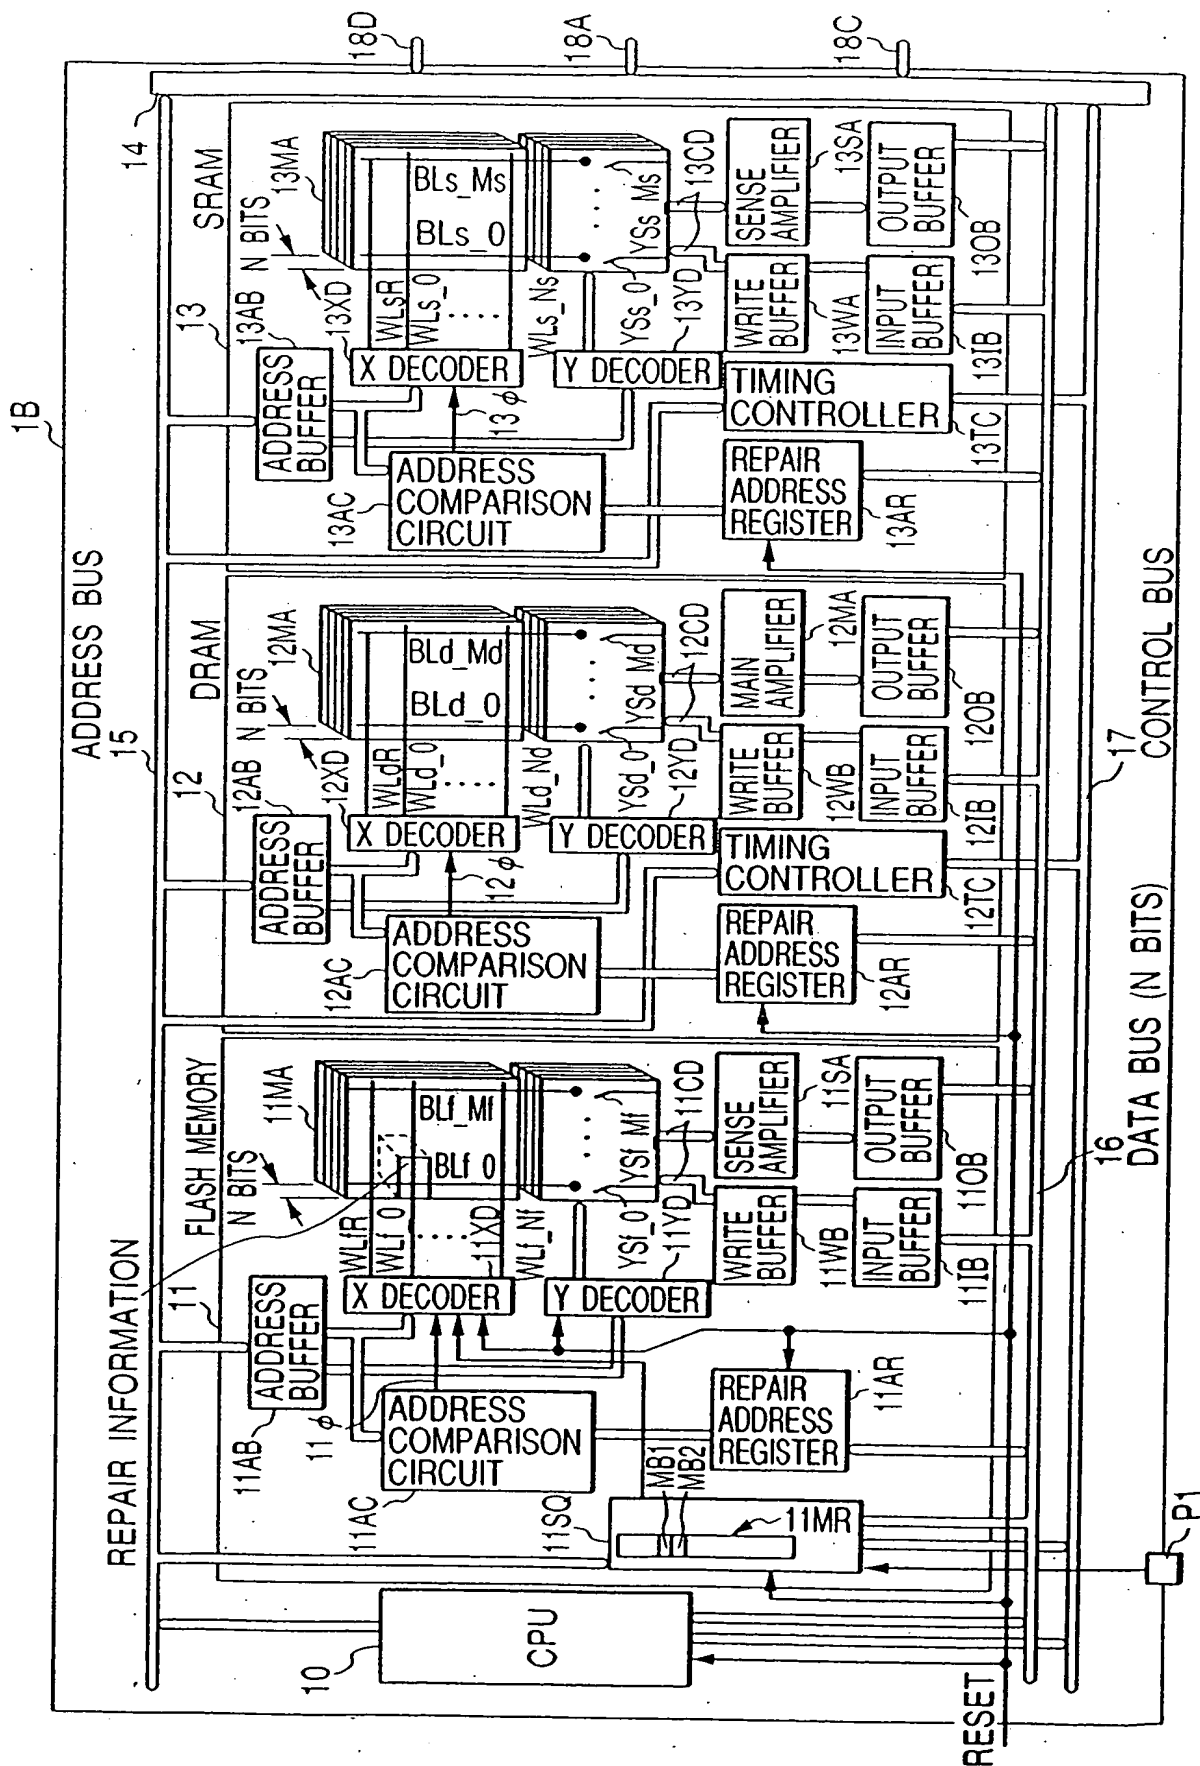 1B
ADDRESS BUS
15
14
18D
18A
18C
REPAIR INFORMATION
11
FLASH MEMORY
N BITS
11MA
11AB
ADDRESS
BUFFER
WLfR
WLf_0
WLf_Nf
BLf_Mf
BLf_0
11XD
X DECODER
11φ
11AC
ADDRESS
COMPARISON
CIRCUIT
Y DECODER
11YD
YSf_0
YSf_Mf
11CD
11SQ
MB1
MB2
11MR
REPAIR
ADDRESS
REGISTER
11AR
WRITE
BUFFER
11WB
SENSE
AMPLIFIER
11SA
INPUT
BUFFER
11IB
OUTPUT
BUFFER
11OB
12
DRAM
N BITS
12MA
12AB
ADDRESS
BUFFER
12XD
WLdR
WLd_0
WLd_Nd
BLd_Md
BLd_0
X DECODER
12φ
12AC
ADDRESS
COMPARISON
CIRCUIT
Y DECODER
12YD
YSd_0
YSd_Md
12CD
REPAIR
ADDRESS
REGISTER
12AR
TIMING
CONTROLLER
12TC
WRITE
BUFFER
12WB
MAIN
AMPLIFIER
12MA
INPUT
BUFFER
12IB
OUTPUT
BUFFER
12OB
13
SRAM
N BITS
13MA
13AB
ADDRESS
BUFFER
13XD
WLsR
WLs_0
WLs_Ns
BLs_Ms
BLs_0
X DECODER
13φ
13AC
ADDRESS
COMPARISON
CIRCUIT
Y DECODER
13YD
YSs_0
YSs_Ms
13CD
REPAIR
ADDRESS
REGISTER
13AR
TIMING
CONTROLLER
13TC
WRITE
BUFFER
13WA
SENSE
AMPLIFIER
13SA
INPUT
BUFFER
13IB
OUTPUT
BUFFER
13OB
10
CPU
RESET
16
DATA BUS (N BITS)
17
CONTROL BUS
P1